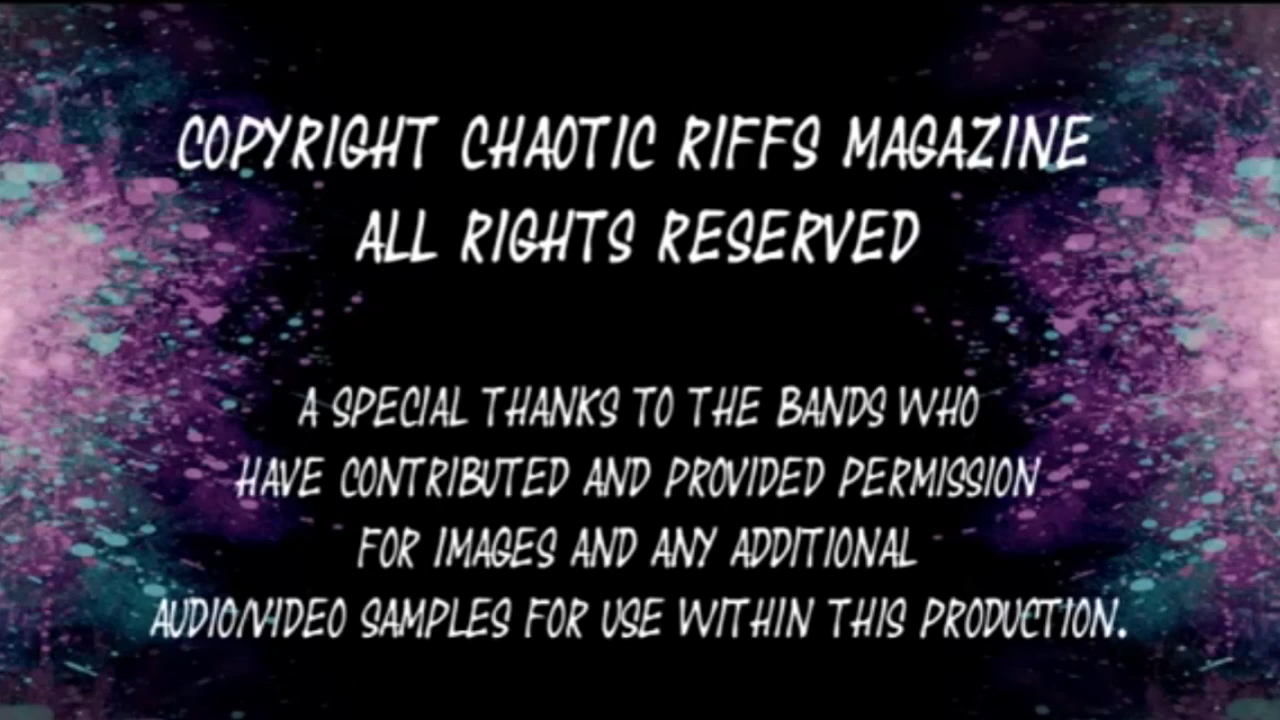 COPYRIGHT CHAOTIC RIFFS MAGAZINE
ALL RIGHTS RESERVED
A SPECIAL THANKS TO THE BANDS WHO
HAVE CONTRIBUTED AND PROVIDED PERMISSION
FOR IMAGES AND ANY ADDITIONAL
AUDIO/VIDEO SAMPLES FOR USE WITHIN THIS PRODUCTION.